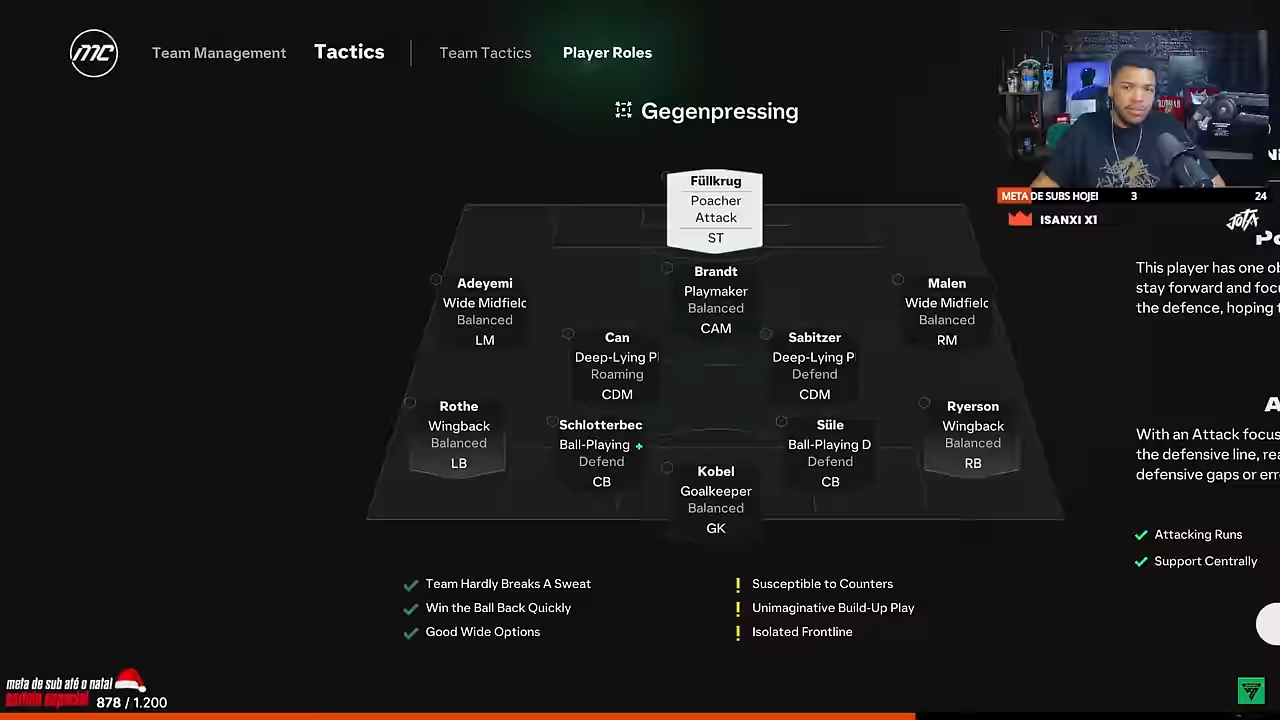 MC
Team Management
Tactics
Team Tactics
Player Roles
Gegenpressing
Füllkrug
Poacher
Attack
ST
Brandt
Playmaker
Balanced
CAM
Adeyemi
Wide Midfielc
Balanced
LM
Malen
Wide Midfielc
Balanced
RM
Can
Deep-Lying Pl
Roaming
CDM
Sabitzer
Deep-Lying Pl
Defend
CDM
Rothe
Wingback
Balanced
LB
Schlotterbec
Ball-Playing +
Defend
CB
Süle
Ball-Playing D
Defend
CB
Ryerson
Wingback
Balanced
RB
Kobel
Goalkeeper
Balanced
GK
Team Hardly Breaks A Sweat
Win the Ball Back Quickly
Good Wide Options
! Susceptible to Counters
! Unimaginative Build-Up Play
! Isolated Frontline
META DE SUBS HOJE! 3 24
ISANXI X1
JOTA
This player has one ob
stay forward and focu
the defence, hoping t
A
With an Attack focus
the defensive line, rea
defensive gaps or err
Attacking Runs
Support Centrally
meta de sub até o natal
878 / 1.200